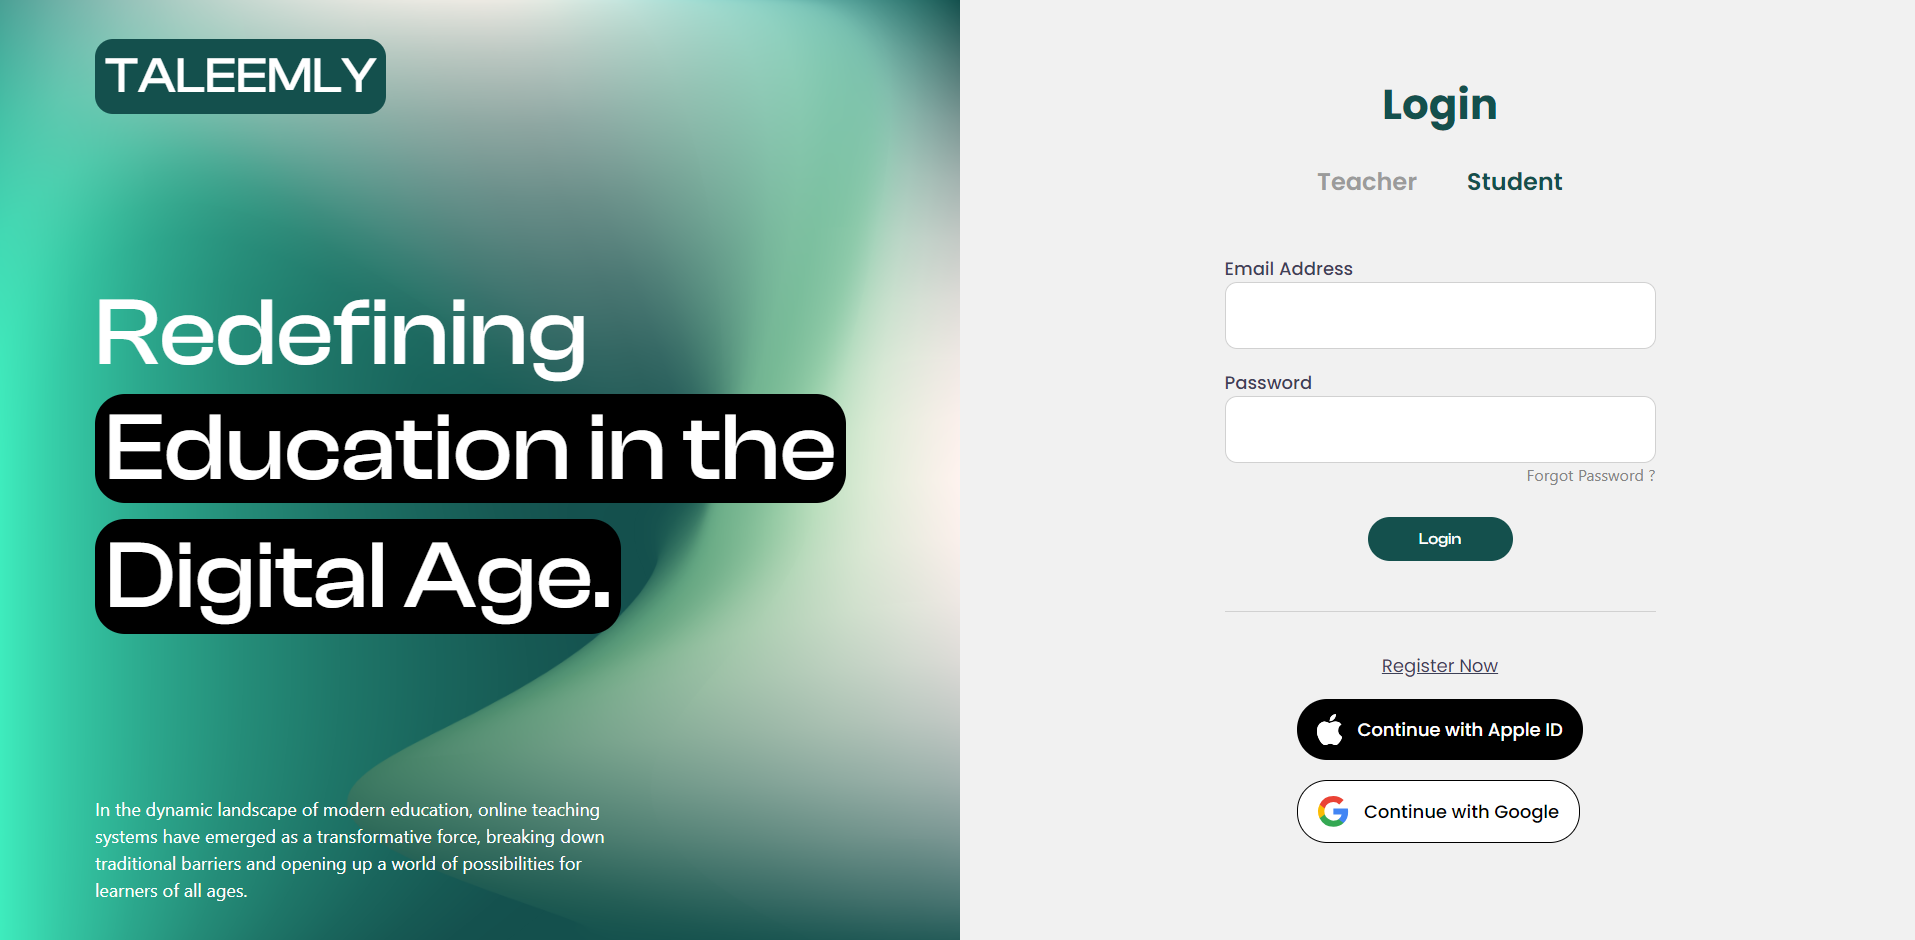 TALEEMLY
Redefining
Education in the
Digital Age.
In the dynamic landscape of modern education, online teaching
systems have emerged as a transformative force, breaking down
traditional barriers and opening up a world of possibilities for
learners of all ages.
Login
Teacher Student
Email Address
Password
Forgot Password ?
Login
Register Now
Continue with Apple ID
Continue with Google